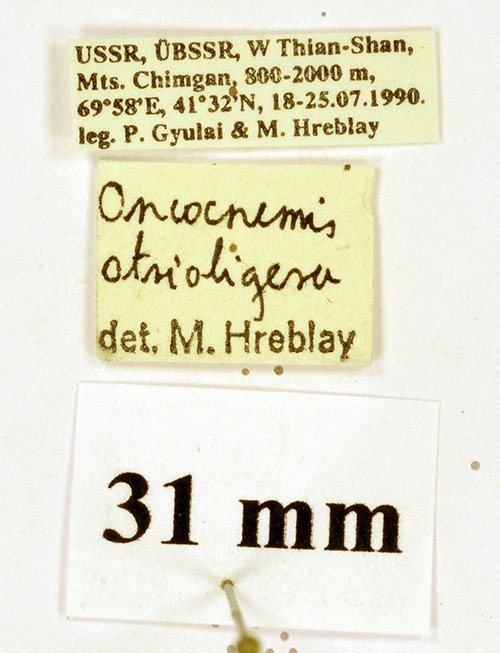 USSR, ÜBSSR, W Thian-Shan,
Mts. Chimgan, 800-2000 m,
69°58'E, 41°32'N, 18-25.07.1990.
leg. P. Gyulai & M. Hreblay
Oncocnemis
strioligera
det. M. Hreblay
31 mm